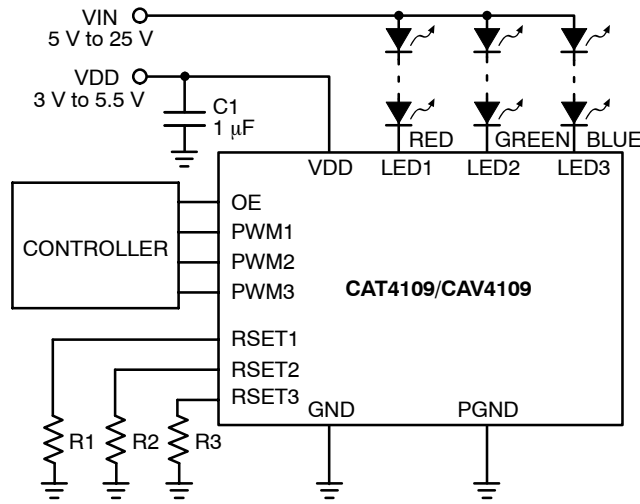 VIN
5 V to 25 V
VDD
3 V to 5.5 V
C1
1 μF
RED
GREEN
BLUE
VDD
LED1
LED2
LED3
OE
PWM1
PWM2
PWM3
CONTROLLER
CAT4109/CAV4109
RSET1
RSET2
RSET3
GND
PGND
R1
R2
R3